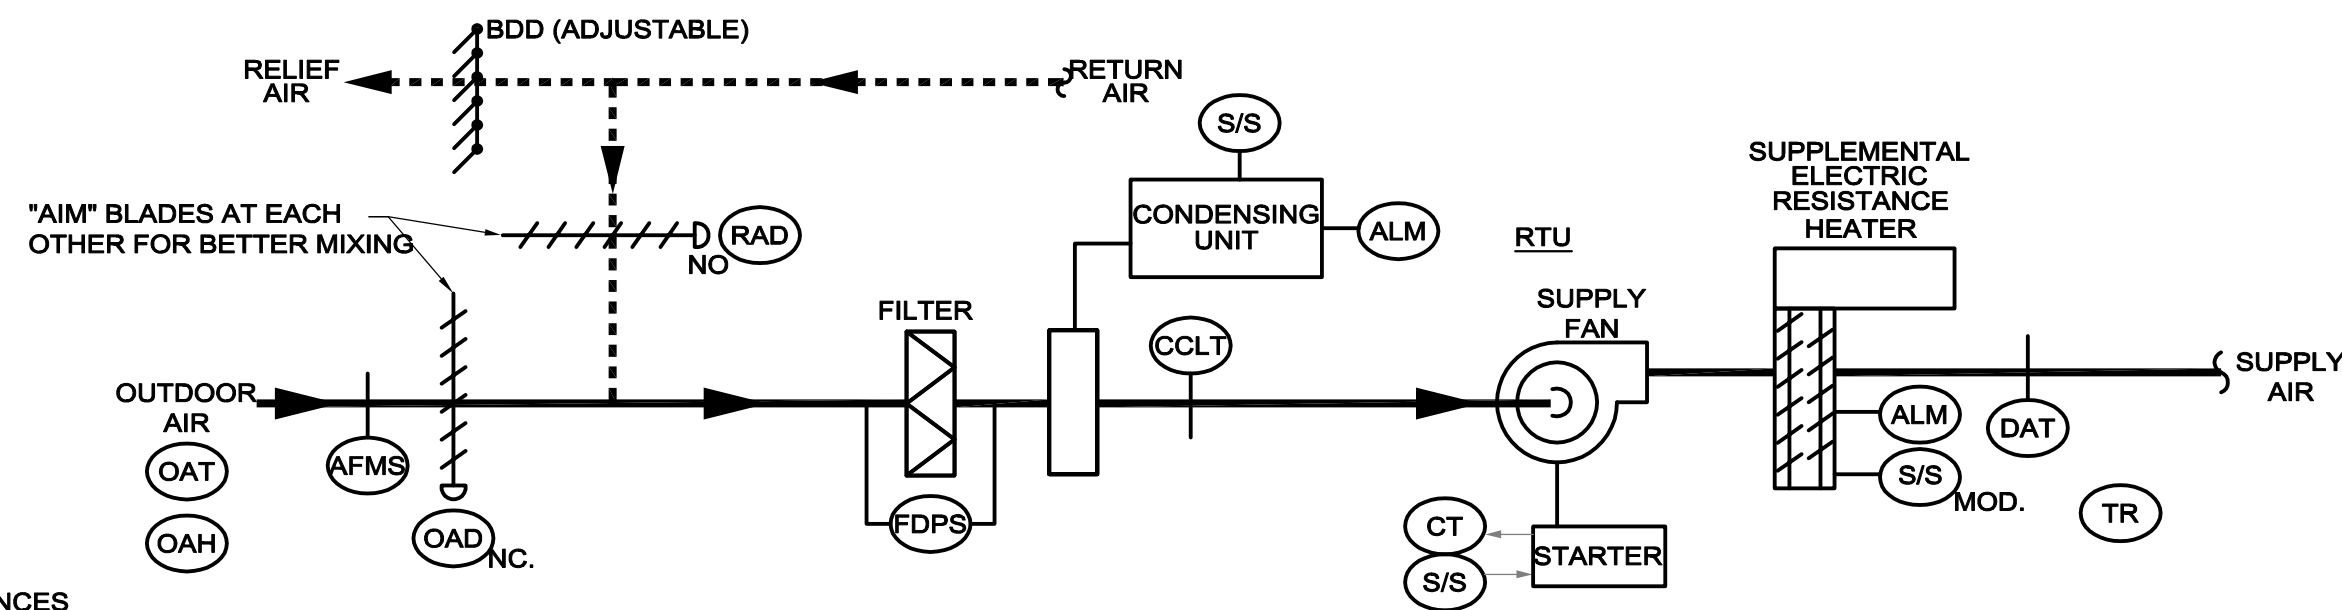 BDD (ADJUSTABLE)
RELIEF
AIR
RETURN
AIR
S/S
SUPPLEMENTAL
ELECTRIC
RESISTANCE
HEATER
"AIM" BLADES AT EACH
OTHER FOR BETTER MIXING
RAD
NO
CONDENSING
UNIT
ALM
RTU
FILTER
SUPPLY
FAN
CCLT
OUTDOOR
AIR
SUPPLY
AIR
OAT
AFMS
ALM
DAT
OAH
OAD
NC.
FDPS
S/S
MOD.
TR
CT
STARTER
S/S
NCES